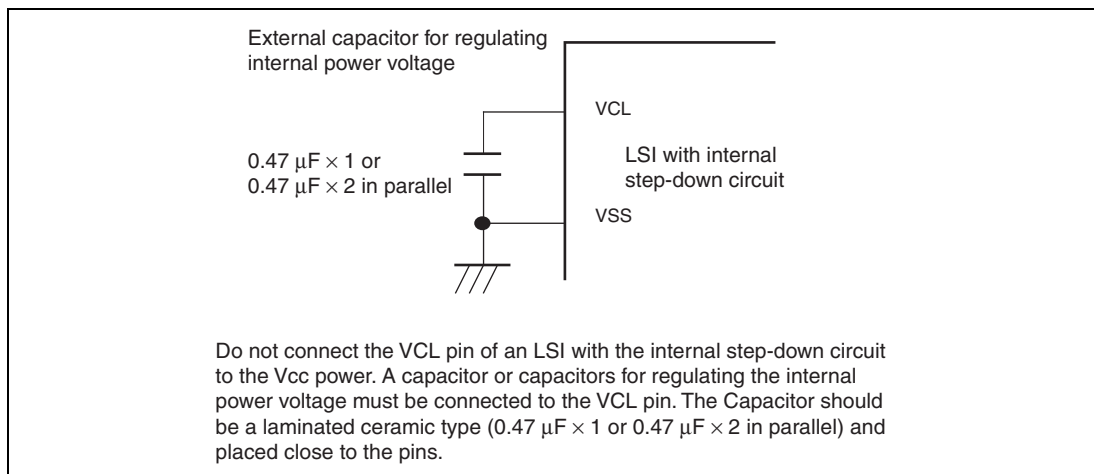 External capacitor for regulating
internal power voltage
VCL
0.47 μF × 1 or
0.47 μF × 2 in parallel
LSI with internal
step-down circuit
VSS
Do not connect the VCL pin of an LSI with the internal step-down circuit
to the Vcc power. A capacitor or capacitors for regulating the internal
power voltage must be connected to the VCL pin. The Capacitor should
be a laminated ceramic type (0.47 μF × 1 or 0.47 μF × 2 in parallel) and
placed close to the pins.